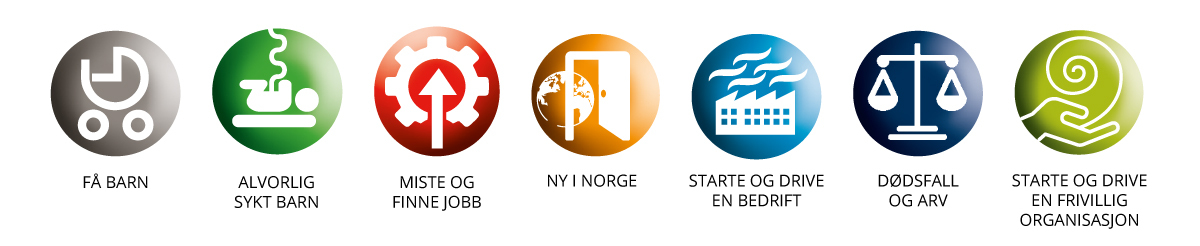 FÅ BARN
ALVORLIG
SYKT BARN
MISTE OG
FINNE JOBB
NY I NORGE
STARTE OG DRIVE
EN BEDRIFT
DØDSFALL
OG ARV
STARTE OG DRIVE
EN FRIVILLIG
ORGANISASJON